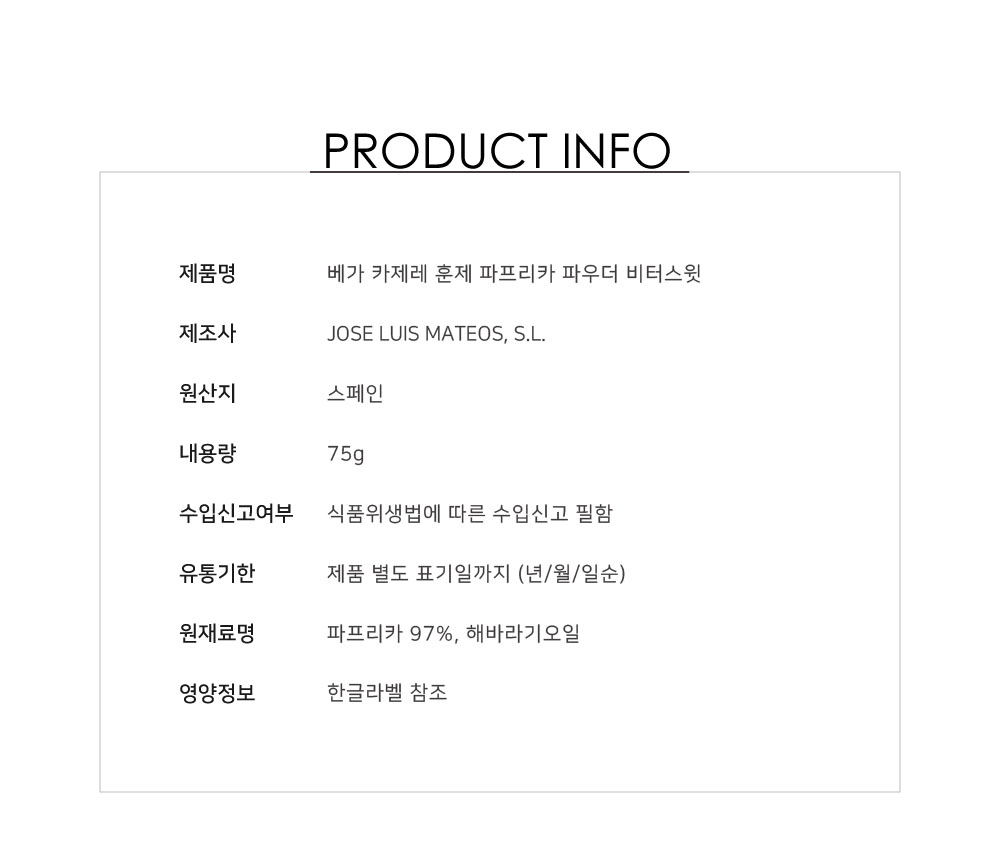 PRODUCT INFO
제품명 베가 카제레 훈제 파프리카 파우더 비터스윗
제조사 JOSE LUIS MATEOS, S.L.
원산지 스페인
내용량 75g
수입신고여부 식품위생법에 따른 수입신고 필함
유통기한 제품 별도 표기일까지 (년/월/일순)
원재료명 파프리카 97%, 해바라기오일
영양정보 한글라벨 참조